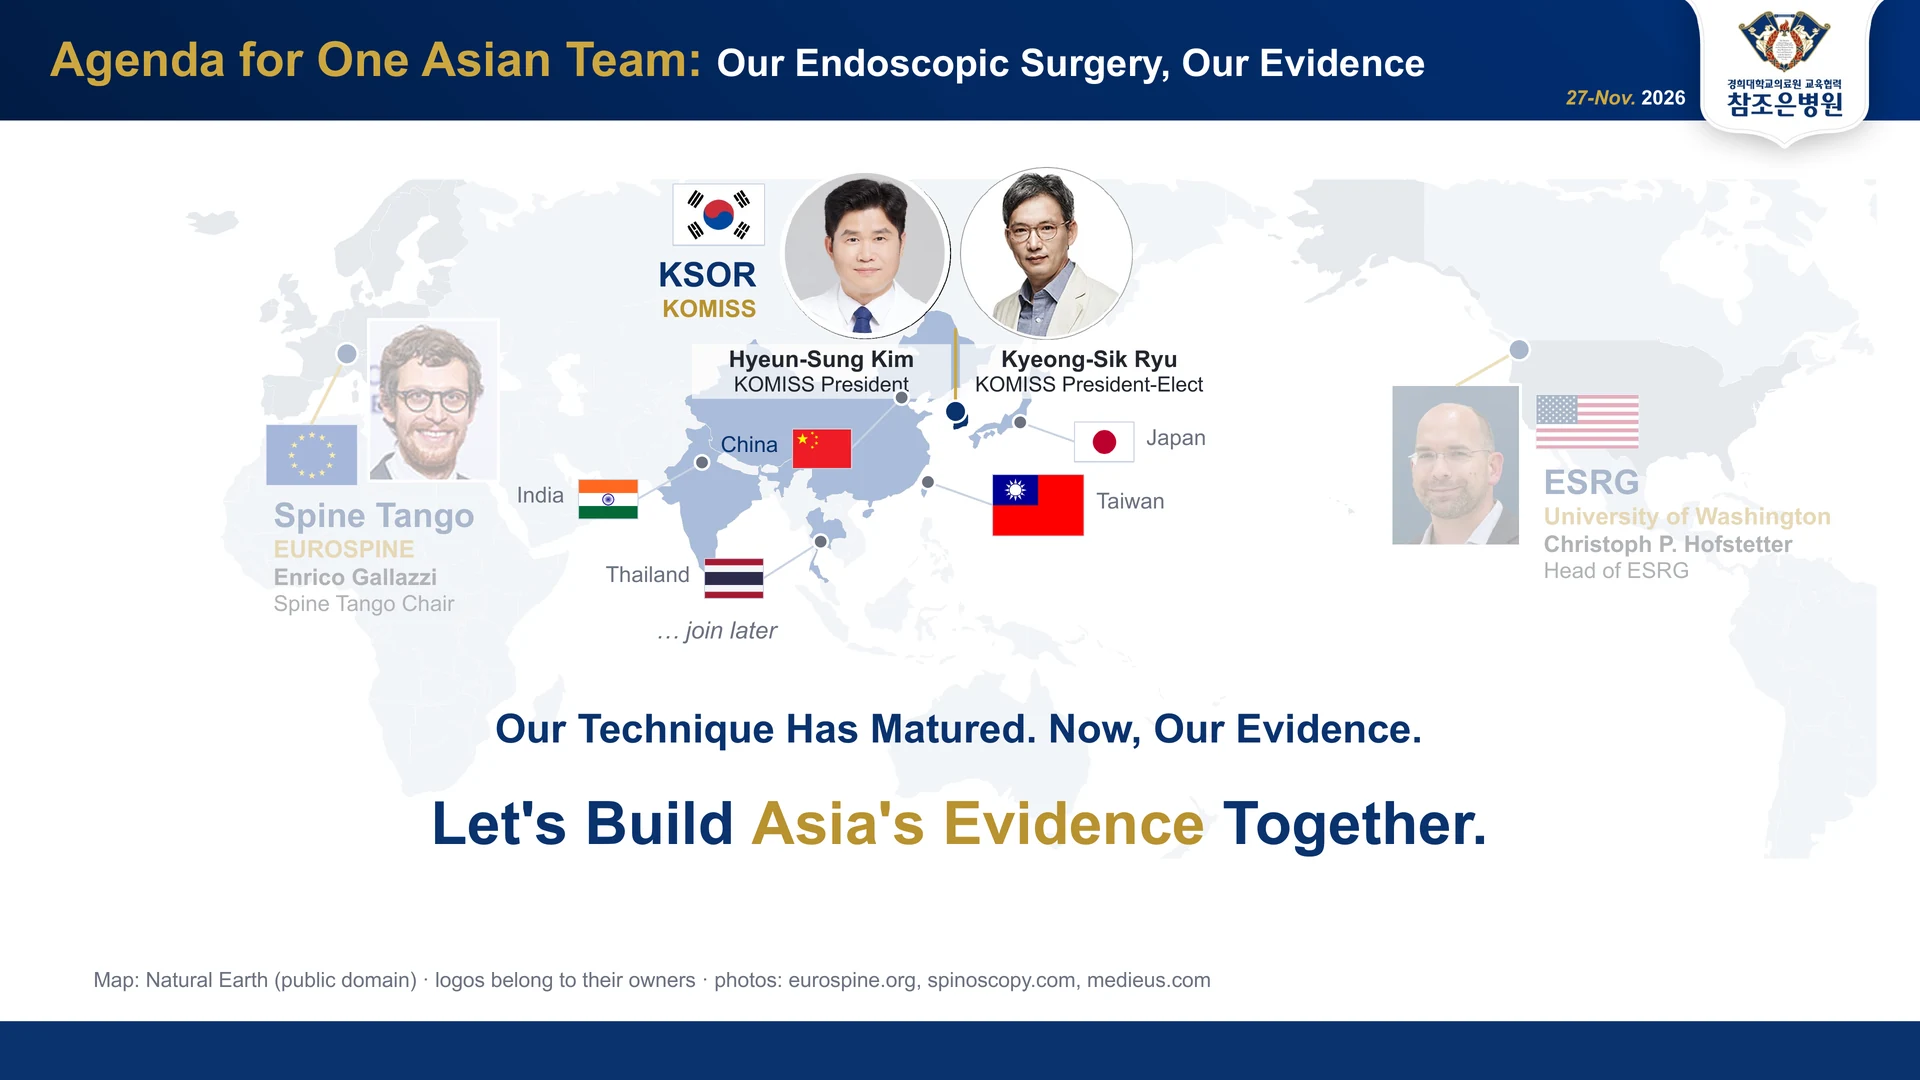 Agenda for One Asian Team: Our Endoscopic Surgery, Our Evidence
27-Nov. 2026
경희대학교의료원 교육협력
참조은병원
KSOR
KOMISS
Hyeun-Sung Kim
KOMISS President
Kyeong-Sik Ryu
KOMISS President-Elect
China
Japan
India
Taiwan
Thailand
… join later
Spine Tango
EUROSPINE
Enrico Gallazzi
Spine Tango Chair
ESRG
University of Washington
Christoph P. Hofstetter
Head of ESRG
Our Technique Has Matured. Now, Our Evidence.
Let's Build Asia's Evidence Together.
Map: Natural Earth (public domain) · logos belong to their owners · photos: eurospine.org, spinoscopy.com, medieus.com